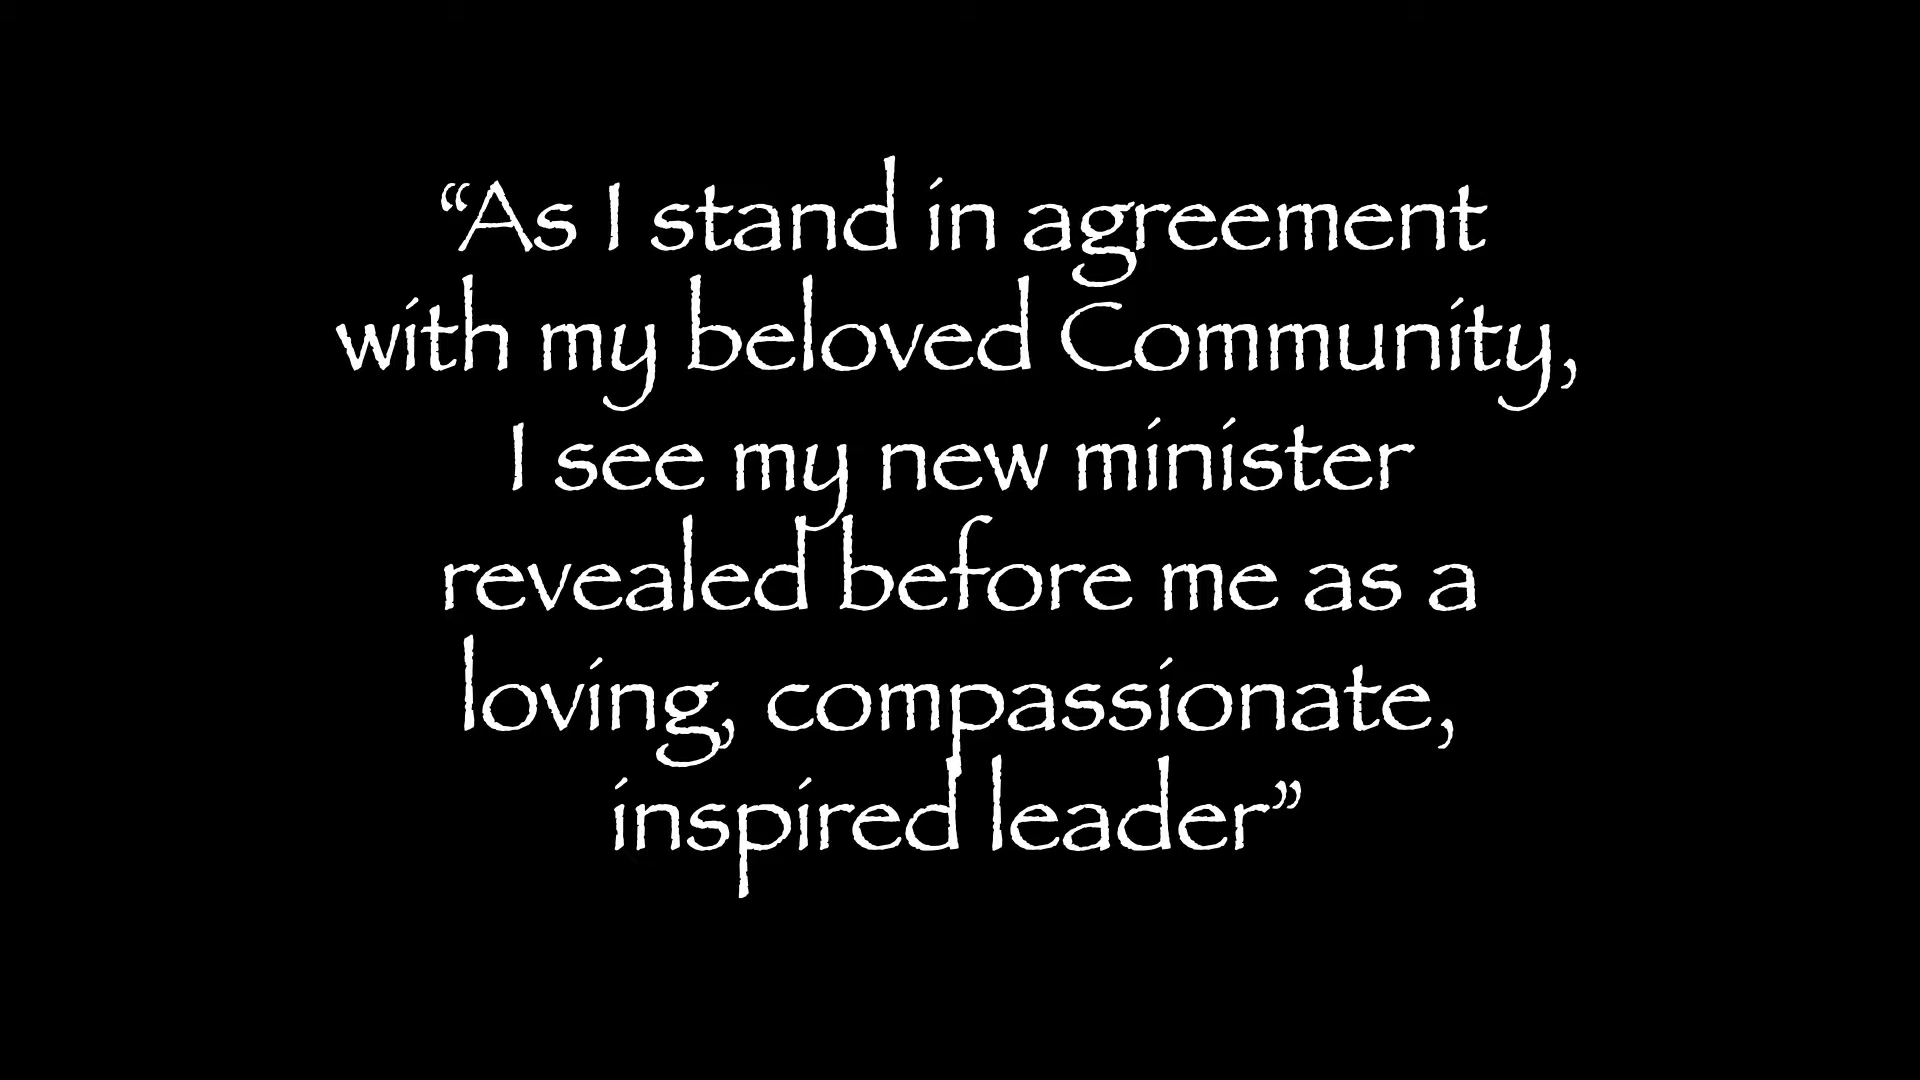 “As I stand in agreement
with my beloved Community,
I see my new minister
revealed before me as a
loving, compassionate,
inspired leader”